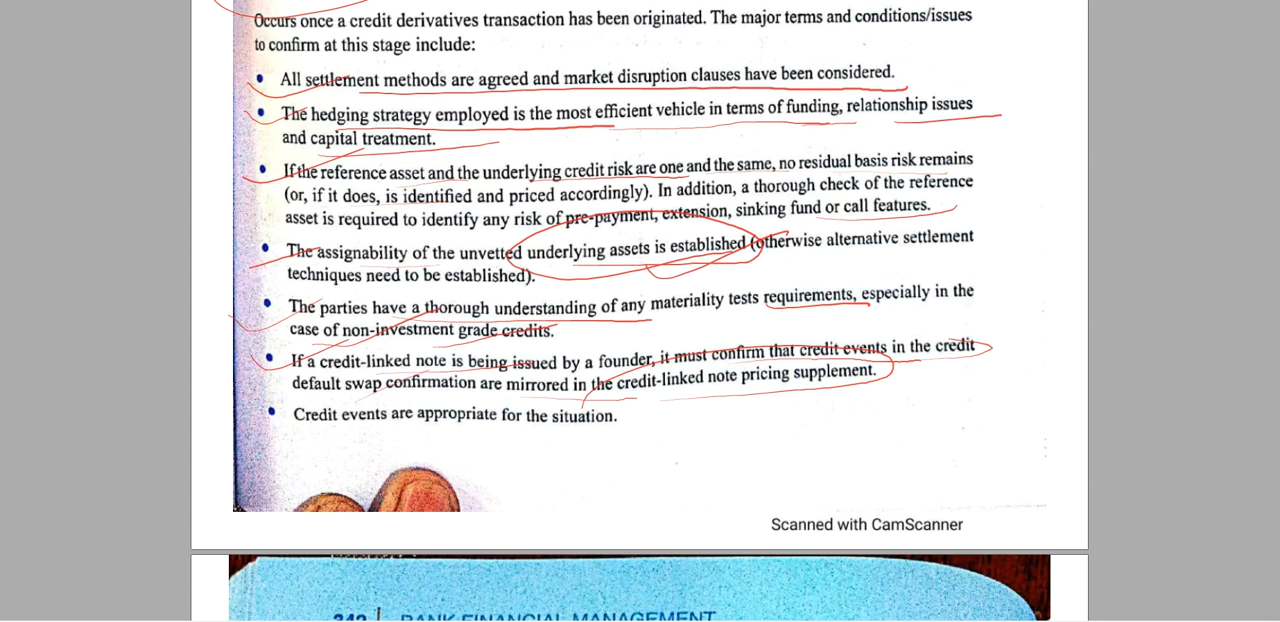 Occurs once a credit derivatives transaction has been originated. The major terms and conditions/issues
to confirm at this stage include:
• All settlement methods are agreed and market disruption clauses have been considered.
• The hedging strategy employed is the most efficient vehicle in terms of funding, relationship issues
and capital treatment.
• If the reference asset and the underlying credit risk are one and the same, no residual basis risk remains
(or, if it does, is identified and priced accordingly). In addition, a thorough check of the reference
asset is required to identify any risk of pre-payment, extension, sinking fund or call features.
• The assignability of the unvetted underlying assets is established (otherwise alternative settlement
techniques need to be established).
• The parties have a thorough understanding of any materiality tests requirements, especially in the
case of non-investment grade credits.
• If a credit-linked note is being issued by a founder, it must confirm that credit events in the credit
default swap confirmation are mirrored in the credit-linked note pricing supplement.
• Credit events are appropriate for the situation.
Scanned with CamScanner
BANK FINANCIAL MANAGEMENT